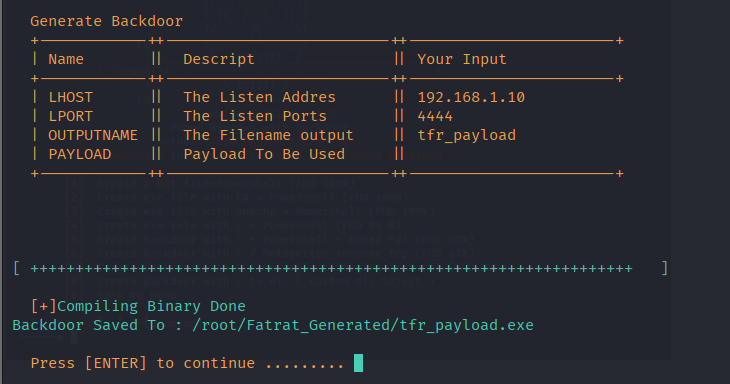 Generate Backdoor
Name || Descript || Your Input
LHOST || The Listen Addres || 192.168.1.10
LPORT || The Listen Ports || 4444
OUTPUTNAME || The Filename output || tfr_payload
PAYLOAD || Payload To Be Used ||
[ +++++++++++++++++++++++++++++++++++++++++++++++++++++++++++++++++++ ]
[+]Compiling Binary Done
Backdoor Saved To : /root/Fatrat_Generated/tfr_payload.exe
Press [ENTER] to continue .........